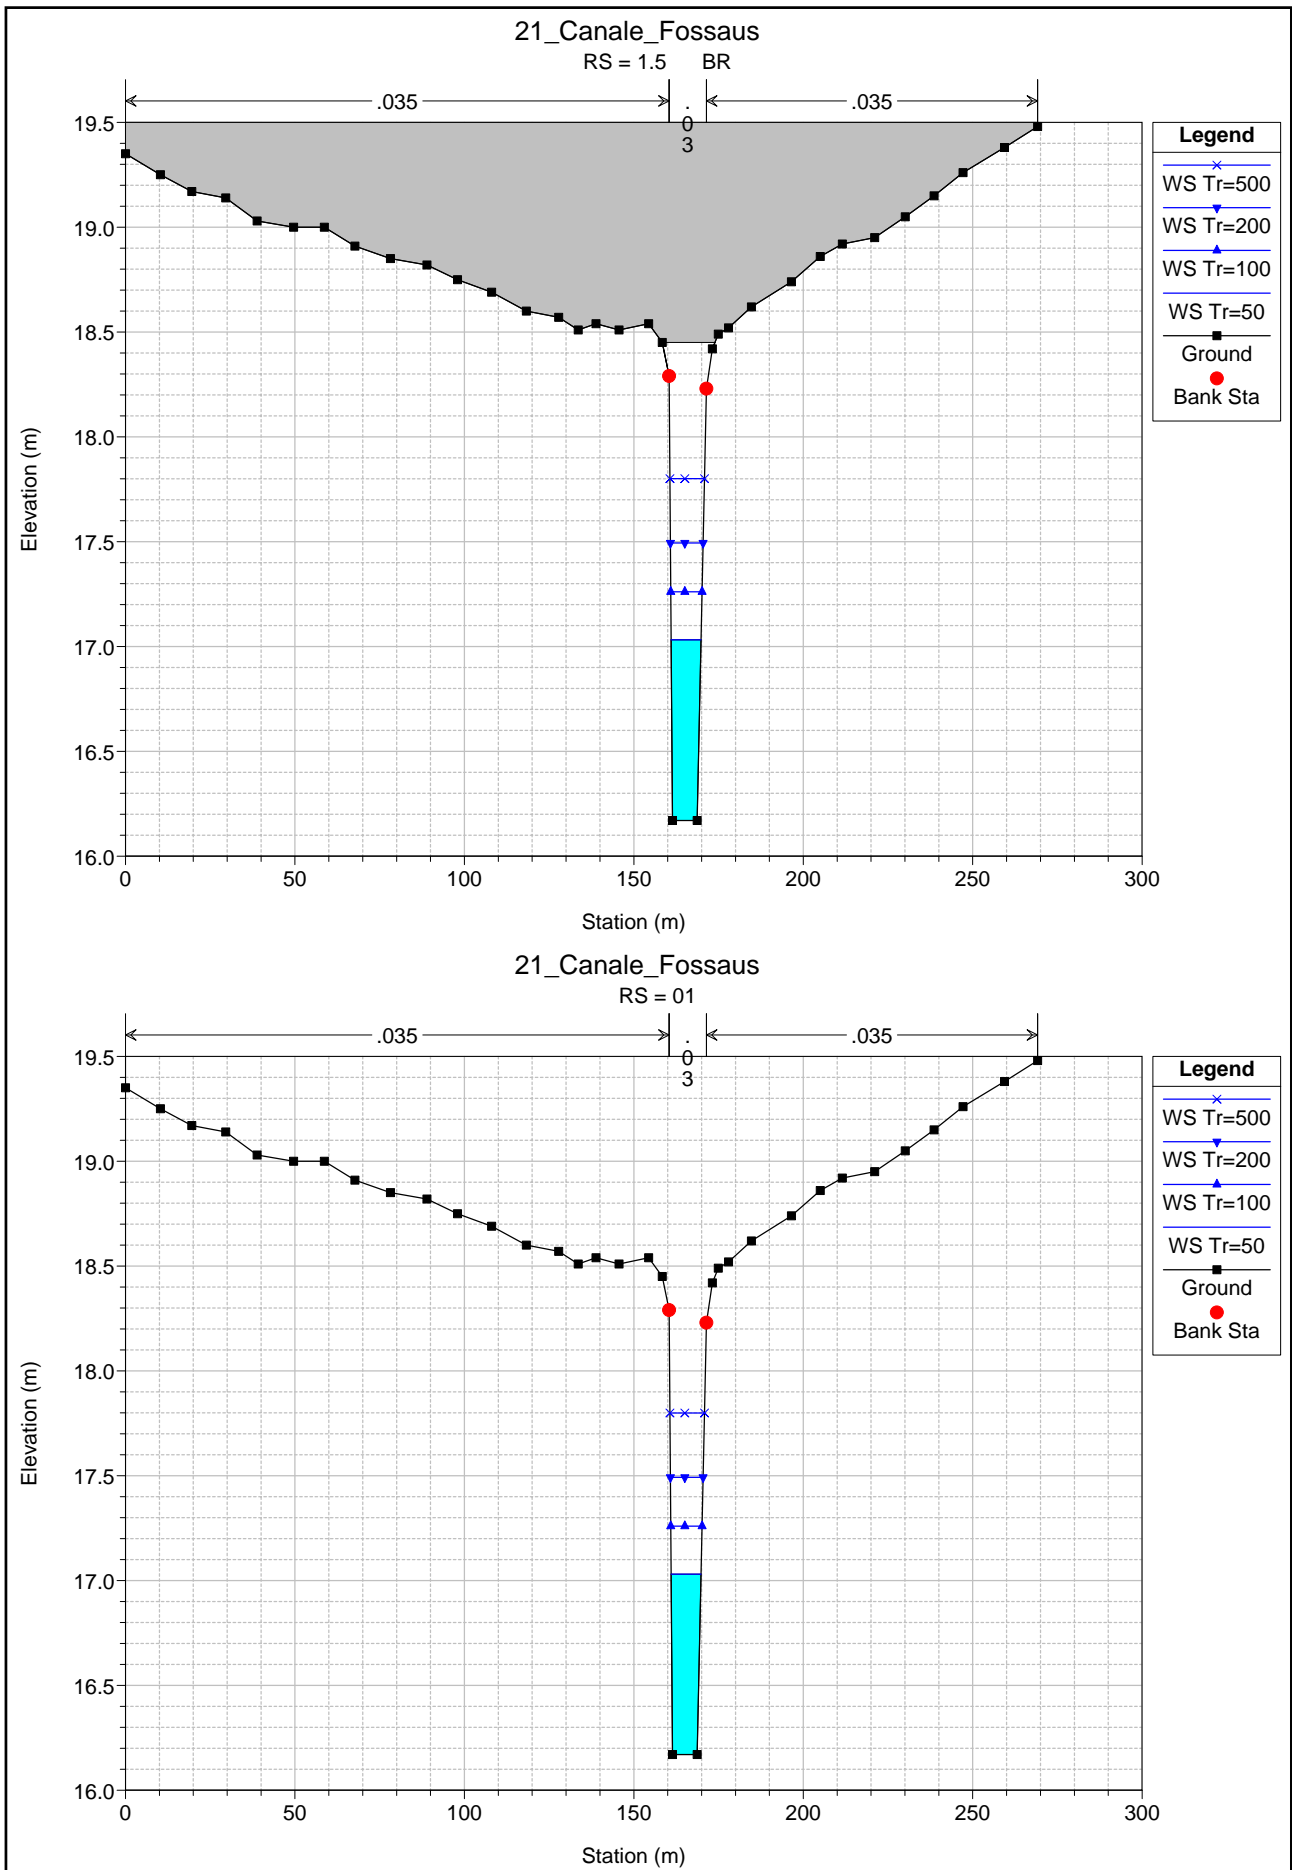 21_Canale_Fossaus
RS = 1.5 BR
.035
.03
.035
19.5
19.0
18.5
18.0
17.5
17.0
16.5
16.0
Elevation (m)
0 50 100 150 200 250 300
Station (m)
Legend
WS Tr=500
WS Tr=200
WS Tr=100
WS Tr=50
Ground
Bank Sta
21_Canale_Fossaus
RS = 01
.035
.03
.035
19.5
19.0
18.5
18.0
17.5
17.0
16.5
16.0
Elevation (m)
0 50 100 150 200 250 300
Station (m)
Legend
WS Tr=500
WS Tr=200
WS Tr=100
WS Tr=50
Ground
Bank Sta